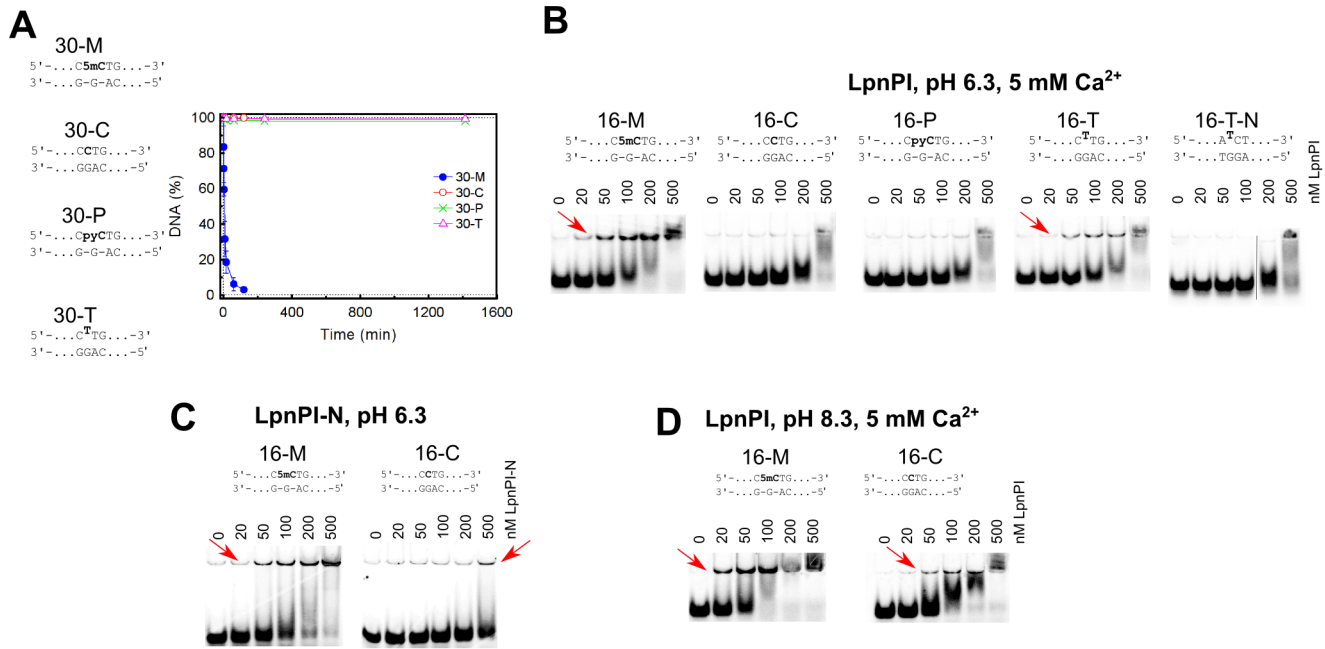 A
30-M
5'-...C5mCTG...-3'
3'-...G-G-AC...-5'
30-C
5'-...CCTG...-3'
3'-...GGAC...-5'
30-P
5'-...CpyCTG...-3'
3'-...G-G-AC...-5'
30-T
5'-...CTTG...-3'
3'-...GGAC...-5'
DNA (%)
100
80
60
40
20
0
0 400 800 1200 1600
Time (min)
30-M
30-C
30-P
30-T
B
LpnPI, pH 6.3, 5 mM Ca²⁺
16-M
5'-...C5mCTG...-3'
3'-...G-G-AC...-5'
0 20 50 100 200 500
16-C
5'-...CCTG...-3'
3'-...GGAC...-5'
0 20 50 100 200 500
16-P
5'-...CpyCTG...-3'
3'-...G-G-AC...-5'
0 20 50 100 200 500
16-T
5'-...CTTG...-3'
3'-...GGAC...-5'
0 20 50 100 200 500
16-T-N
5'-...ATCT...-3'
3'-...TGGA...-5'
0 20 50 100 200 500
nM LpnPI
C
LpnPI-N, pH 6.3
16-M
5'-...C5mCTG...-3'
3'-...G-G-AC...-5'
0 20 50 100 200 500
16-C
5'-...CCTG...-3'
3'-...GGAC...-5'
0 20 50 100 200 500
nM LpnPI-N
D
LpnPI, pH 8.3, 5 mM Ca²⁺
16-M
5'-...C5mCTG...-3'
3'-...G-G-AC...-5'
0 20 50 100 200 500
16-C
5'-...CCTG...-3'
3'-...GGAC...-5'
0 20 50 100 200 500
nM LpnPI